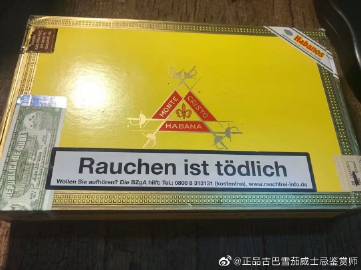 Habanos
MONTE CRISTO
HABANA
Rauchen ist tödlich
Wollen Sie aufhören? Die BZgA hilft: Tel.: 0800 8 313131 (kostenfrei), www.rauchfrei-info.de
@正品古巴雪茄威士忌鉴赏师